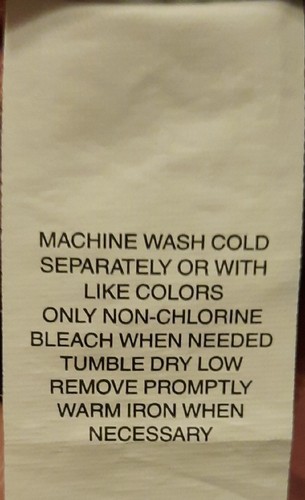 MACHINE WASH COLD
SEPARATELY OR WITH
LIKE COLORS
ONLY NON-CHLORINE
BLEACH WHEN NEEDED
TUMBLE DRY LOW
REMOVE PROMPTLY
WARM IRON WHEN
NECESSARY